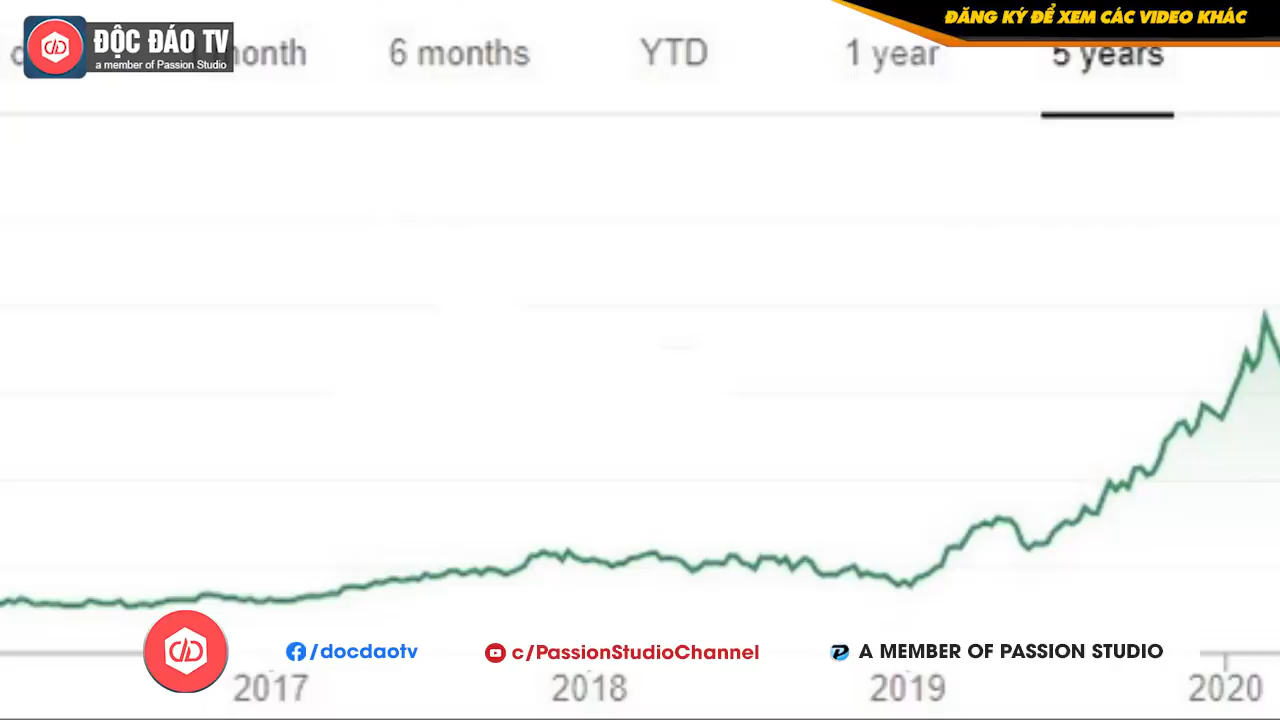 ĐỘC ĐÁO TV
a member of Passion Studio
6 months
YTD
1 year
5 years
ĐĂNG KÝ ĐỂ XEM CÁC VIDEO KHÁC
/docdaotv
c/PassionStudioChannel
A MEMBER OF PASSION STUDIO
2017
2018
2019
2020